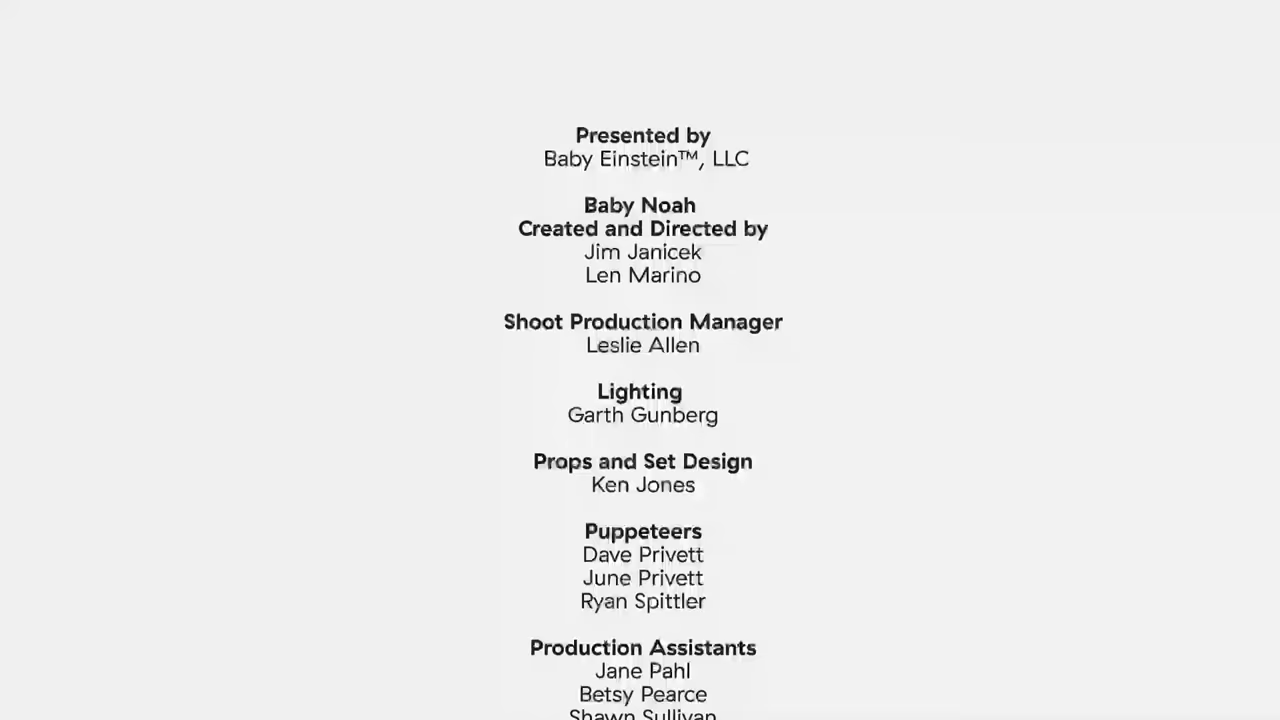 Presented by
Baby Einstein™, LLC
Baby Noah
Created and Directed by
Jim Janicek
Len Marino
Shoot Production Manager
Leslie Allen
Lighting
Garth Gunberg
Props and Set Design
Ken Jones
Puppeteers
Dave Privett
June Privett
Ryan Spittler
Production Assistants
Jane Pahl
Betsy Pearce
Shawn Sullivan